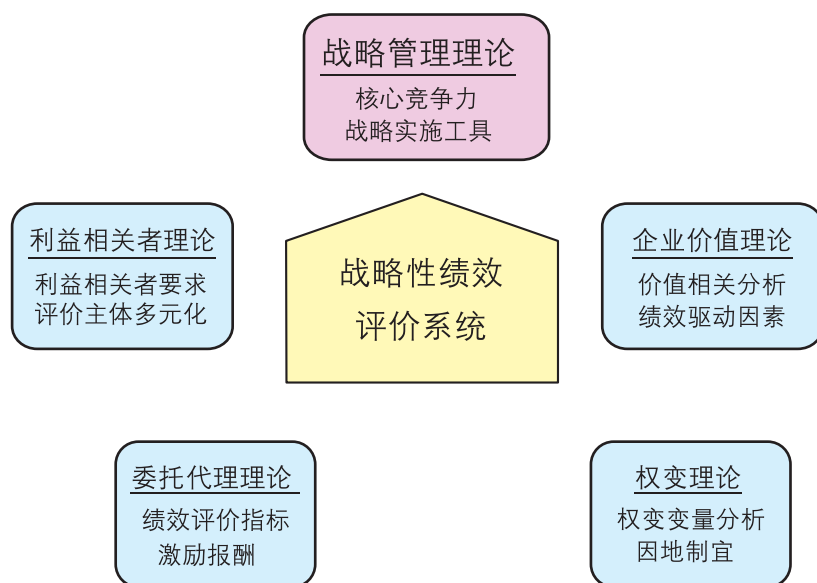 战略管理理论
核心竞争力
战略实施工具
利益相关者理论
利益相关者要求
评价主体多元化
战略性绩效
评价系统
企业价值理论
价值相关分析
绩效驱动因素
委托代理理论
绩效评价指标
激励报酬
权变理论
权变变量分析
因地制宜